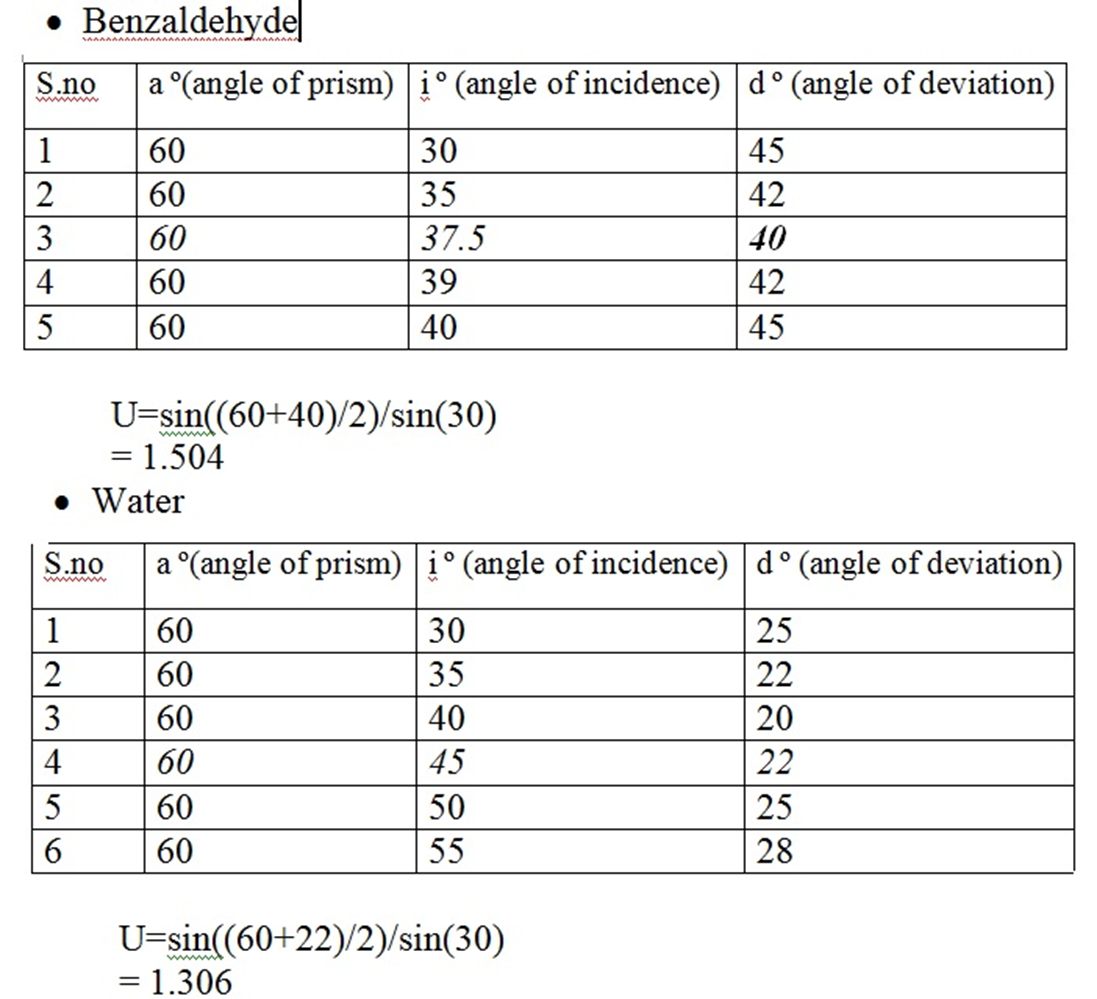 • Benzaldehyde
S.no a º(angle of prism) iº (angle of incidence) dº (angle of deviation)
1 60 30 45
2 60 35 42
3 60 37.5 40
4 60 39 42
5 60 40 45
U=sin((60+40)/2)/sin(30)
= 1.504
• Water
S.no a º(angle of prism) iº (angle of incidence) dº (angle of deviation)
1 60 30 25
2 60 35 22
3 60 40 20
4 60 45 22
5 60 50 25
6 60 55 28
U=sin((60+22)/2)/sin(30)
= 1.306